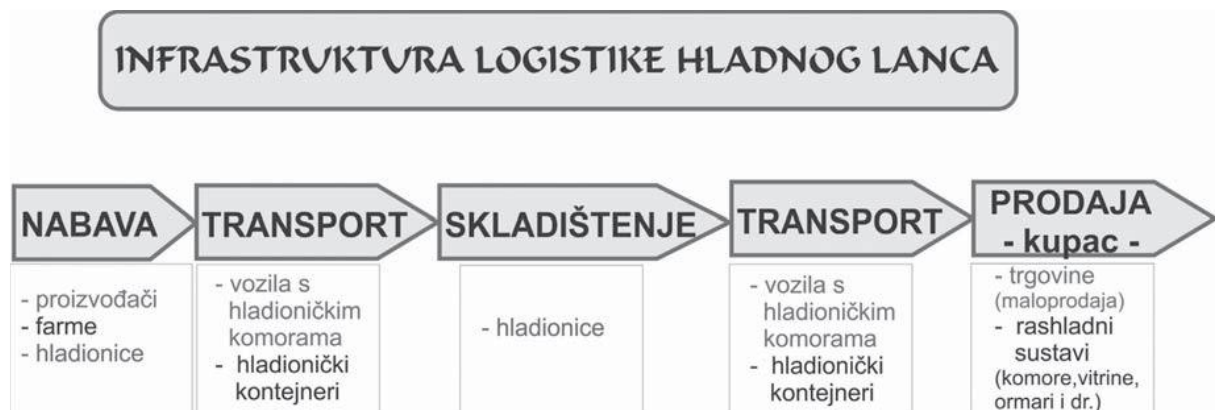 INFRASTRUKTURA LOGISTIKE HLADNOG LANCA
NABAVA
- proizvođači
- farme
- hladionice
TRANSPORT
- vozila s
hladioničkim
komorama
- hladionički
kontejneri
SKLADIŠTENJE
- hladionice
TRANSPORT
- vozila s
hladioničkim
komorama
- hladionički
kontejneri
PRODAJA
- kupac -
- trgovine
(maloprodaja)
- rashladni
sustavi
(komore,vitrine,
ormari i dr.)